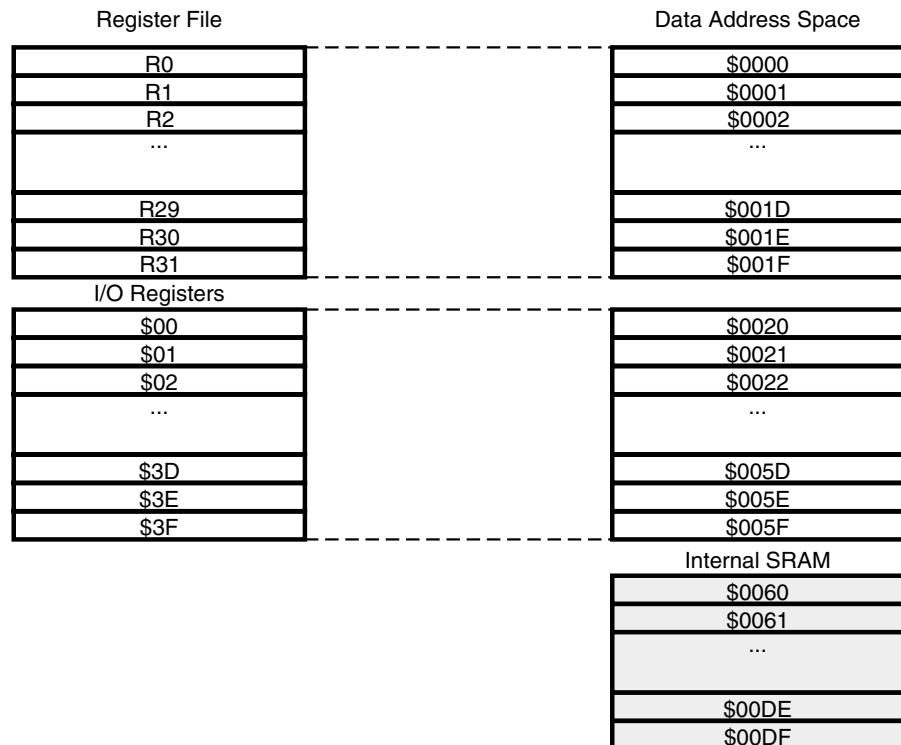 Register File
Data Address Space
R0
$0000
R1
$0001
R2
$0002
...
...
R29
$001D
R30
$001E
R31
$001F
I/O Registers
$00
$0020
$01
$0021
$02
$0022
...
...
$3D
$005D
$3E
$005E
$3F
$005F
Internal SRAM
$0060
$0061
...
$00DE
$00DF